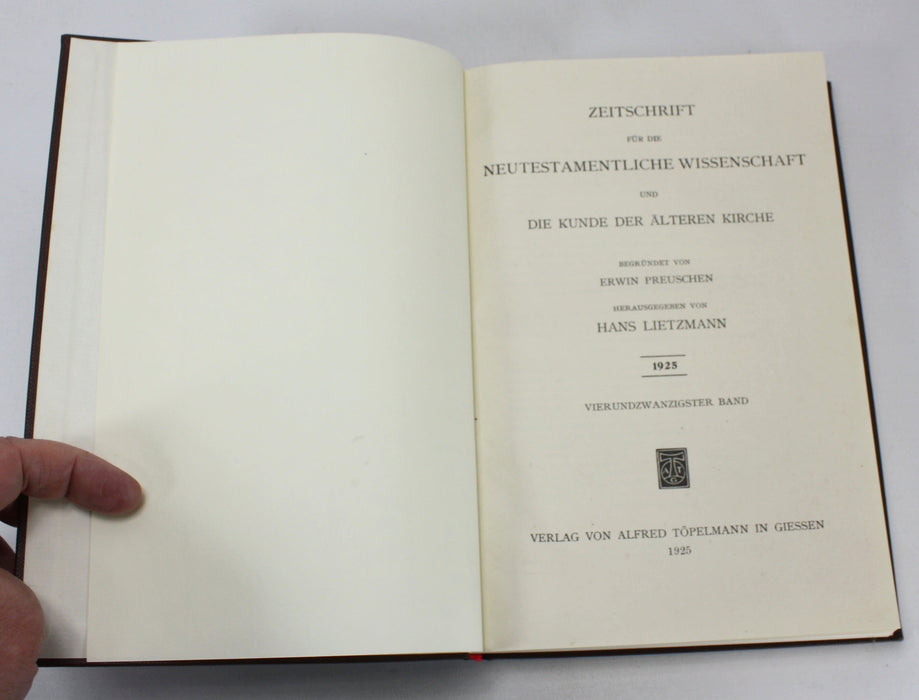 ZEITSCHRIFT
FÜR DIE
NEUTESTAMENTLICHE WISSENSCHAFT
UND
DIE KUNDE DER ÄLTEREN KIRCHE
BEGRÜNDET VON
ERWIN PREUSCHEN
HERAUSGEGEBEN VON
HANS LIETZMANN
1925
VIERUNDZWANZIGSTER BAND
VERLAG VON ALFRED TÖPELMANN IN GIESSEN
1925